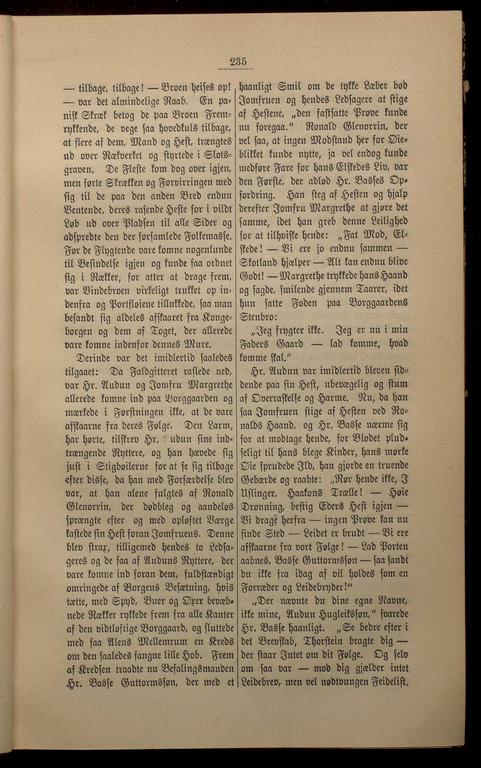 235
— tilbage, tilbage! — Broen heises op!
— var det almindelige Raab. En pa-
nisk Skræk betog de paa Broen Frem-
rykkende, de vege saa hovedkuls tilbage,
at flere af dem, Mand og Hest, trængtes
ud over Rækverket og styrtede i Slots-
graven. De Fleste kom dog over igjen,
men førte Skrækken og Forvirringen med
sig til de paa den anden Bred endnu
Ventende, deres rasende Heste for i vildt
Løb ud over Pladsen til alle Sider og
adspredte den der forsamlede Folkemasse.
Før de Flygtende vare komne nogenlunde
til Besindelse igjen og kunde saa ordnet
sig i Rækker, for atter at drage frem,
var Vindebroen virkeligt trukket op in-
denfra og Portfløiene tillukkede, saa man
befandt sig aldeles afskaaret fra Konge-
borgen og dem af Toget, der allerede
vare komne indenfor dennes Mure.
Derinde var det imidlertid saaledes
tilgaaet: Da Faldgitteret raslede ned,
var Hr. Audun og Jomfru Margrethe
allerede komne ind paa Borggaarden og
mærkede i Førstningen ikke, at de vare
afskaarne fra deres Følge. Den Larm,
har hørte, tilskrev Hr. udun sine ind-
trængende Ryttere, og han hævede sig
just i Stigbøilerne for at se sig tilbage
efter disse, da han med Forfærdelse blev
var, at han alene fulgtes af Ronald
Glenorrin, der dødbleg og aandeløs
sprængte efter og med opløftet Værge
kastede sin Hest foran Jomfruens. Denne
blev strax, tilligemed hendes to Ledsa-
geres og de faa af Auduns Ryttere, der
vare komne ind foran dem, fuldstændigt
omringede af Borgens Besætning, hvis
tætte, med Spyd, Buer og Øxer bevæb-
nede Rækker rykkede frem fra alle Kanter
af den vidtløftige Borggaard, og sluttede
med faa Alens Mellemrum en Kreds
om den saaledes fangne lille Hob. Frem
af Kredsen traadte nu Befalingsmanden
Hr. Basse Guttormsøn, der med et
haanligt Smil om de tykke Læber bød
Jomfruen og hendes Ledsagere at stige
af Hestene, „den fastsatte Prøve kunde
nu foregaa.“ Ronald Glenorrin, der
vel saa, at ingen Modstand her for Øie-
blikket kunde nytte, ja vel endog kunde
medføre Fare for hans Elskedes Liv, var
den Første, der adlød Hr. Basses Op-
fordring. Han steg af Hesten og hjalp
derefter Jomfru Margrethe at gjøre det
samme, idet han greb denne Leilighed
for at tilhviske hende: „Fat Mod, El-
skede! — Vi ere jo endnu sammen —
Skotland hjælper — Alt kan endnu blive
Godt! — Margrethe trykkede hans Haand
og sagde, smilende gjennem Taarer, idet
hun satte Foden paa Borggaardens
Stenbro:
„Jeg frygter ikke. Jeg er nu i min
Faders Gaard — lad komme, hvad
komme skal.“
Hr. Audun var imidlertid bleven sid-
dende paa sin Hest, ubevægelig og stum
af Overraskelse og Harme. Nu, da han
saa Jomfruen stige af Hesten ved Ro-
nalds Haand, og Hr. Basse nærme sig
for at modtage hende, før Blodet plud-
seligt til hans blege Kinder, hans mørke
Øie sprudede Ild, han gjorde en truende
Gebærde og raabte: „Rør hende ikke, I
Uslinger, Haakons Trælle! — Høie
Dronning, bestig Eders Hest igjen —
Vi drage herfra — ingen Prøve kan nu
finde Sted — Leidet er brudt — Vi ere
afskaarne fra vort Følge! — Lad Porten
aabnes, Basse Guttormsøn — saa sandt
du ikke fra idag af vil holdes som en
Forræder og Leidebryder!“
„Der nævnte du dine egne Navne,
ikke mine, Audun Hugleiksøn,“ svarede
Hr. Basse haanligt. „Se bedre efter i
det Brevskab, Thorstein bragte dig —
der staar Intet om dit Følge. Og selv
om saa var — mod dig gjælder intet
Leidebrev, men vel nødtvungen Feidelist.